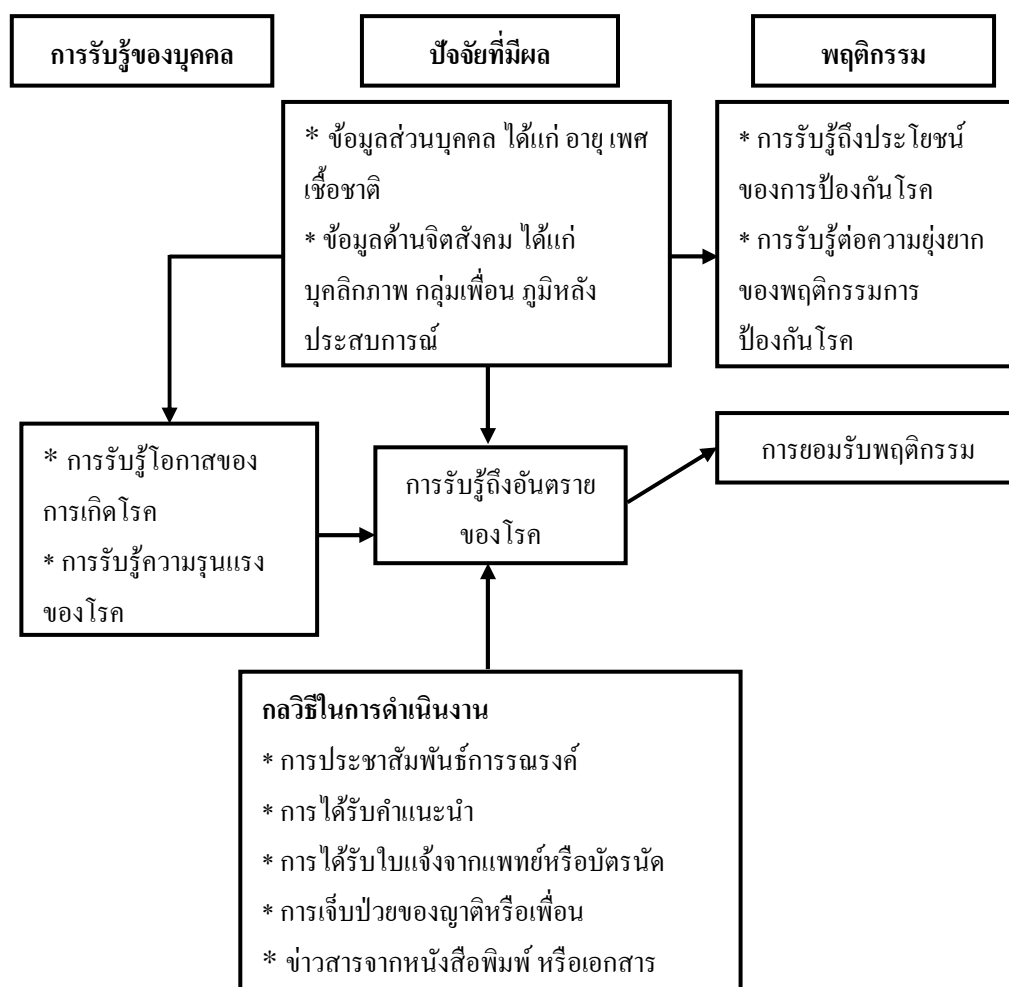 การรับรู้ของบุคคล
ปัจจัยที่มีผล
พฤติกรรม
* ข้อมูลส่วนบุคคล ได้แก่ อายุ เพศ
เชื้อชาติ
* ข้อมูลด้านจิตสังคม ได้แก่
บุคลิกภาพ กลุ่มเพื่อน ภูมิหลัง
ประสบการณ์
* การรับรู้ถึงประโยชน์
ของการป้องกันโรค
* การรับรู้ต่อความยุ่งยาก
ของพฤติกรรมการ
ป้องกันโรค
* การรับรู้โอกาสของ
การเกิดโรค
* การรับรู้ความรุนแรง
ของโรค
การรับรู้ถึงอันตราย
ของโรค
การยอมรับพฤติกรรม
กลวิธีในการดำเนินงาน
* การประชาสัมพันธ์การรณรงค์
* การได้รับคำแนะนำ
* การได้รับใบแจ้งจากแพทย์หรือบัตรนัด
* การเจ็บป่วยของญาติหรือเพื่อน
* ข่าวสารจากหนังสือพิมพ์ หรือเอกสาร